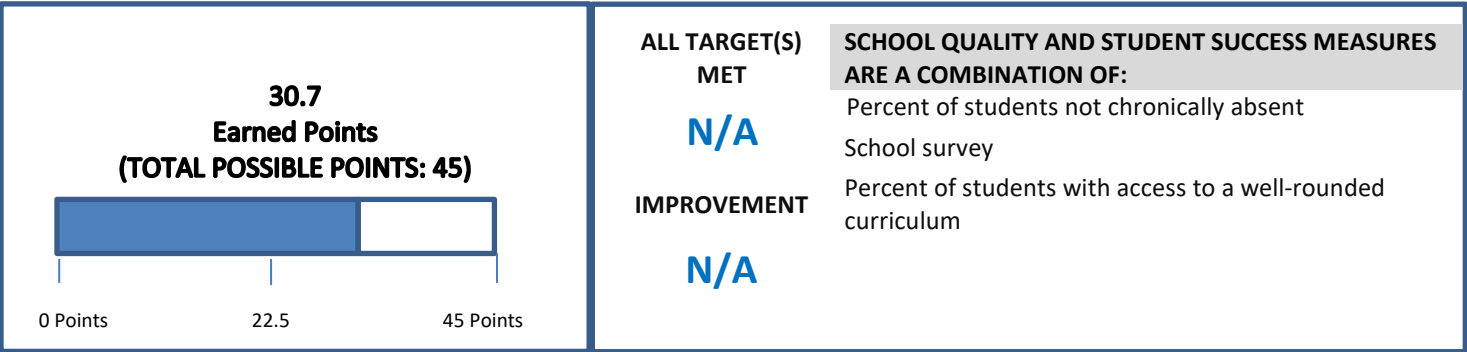 30.7
Earned Points
(TOTAL POSSIBLE POINTS: 45)
0 Points
22.5
45 Points
ALL TARGET(S)
MET
N/A
IMPROVEMENT
N/A
SCHOOL QUALITY AND STUDENT SUCCESS MEASURES
ARE A COMBINATION OF:
Percent of students not chronically absent
School survey
Percent of students with access to a well-rounded
curriculum